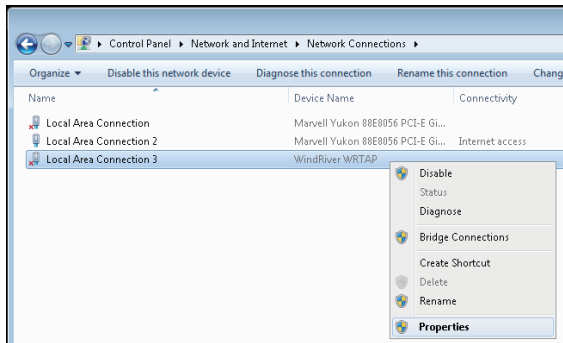 Control Panel ▸ Network and Internet ▸ Network Connections ▸
Organize ▾ Disable this network device Diagnose this connection Rename this connection Chang
Name Device Name Connectivity
Local Area Connection Marvell Yukon 88E8056 PCI-E Gi...
Local Area Connection 2 Marvell Yukon 88E8056 PCI-E Gi... Internet access
Local Area Connection 3 WindRiver WRTAP
Disable
Status
Diagnose
Bridge Connections
Create Shortcut
Delete
Rename
Properties